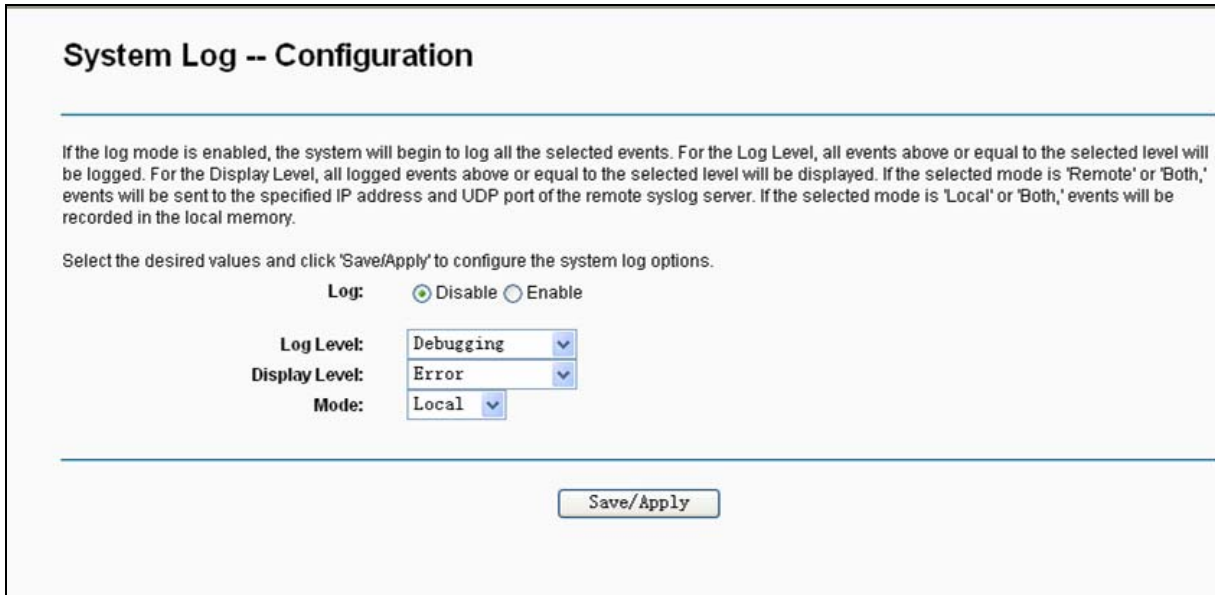 System Log -- Configuration
If the log mode is enabled, the system will begin to log all the selected events. For the Log Level, all events above or equal to the selected level will
be logged. For the Display Level, all logged events above or equal to the selected level will be displayed. If the selected mode is 'Remote' or 'Both,'
events will be sent to the specified IP address and UDP port of the remote syslog server. If the selected mode is 'Local' or 'Both,' events will be
recorded in the local memory.
Select the desired values and click 'Save/Apply' to configure the system log options.
Log: Disable Enable
Log Level: Debugging
Display Level: Error
Mode: Local
Save/Apply